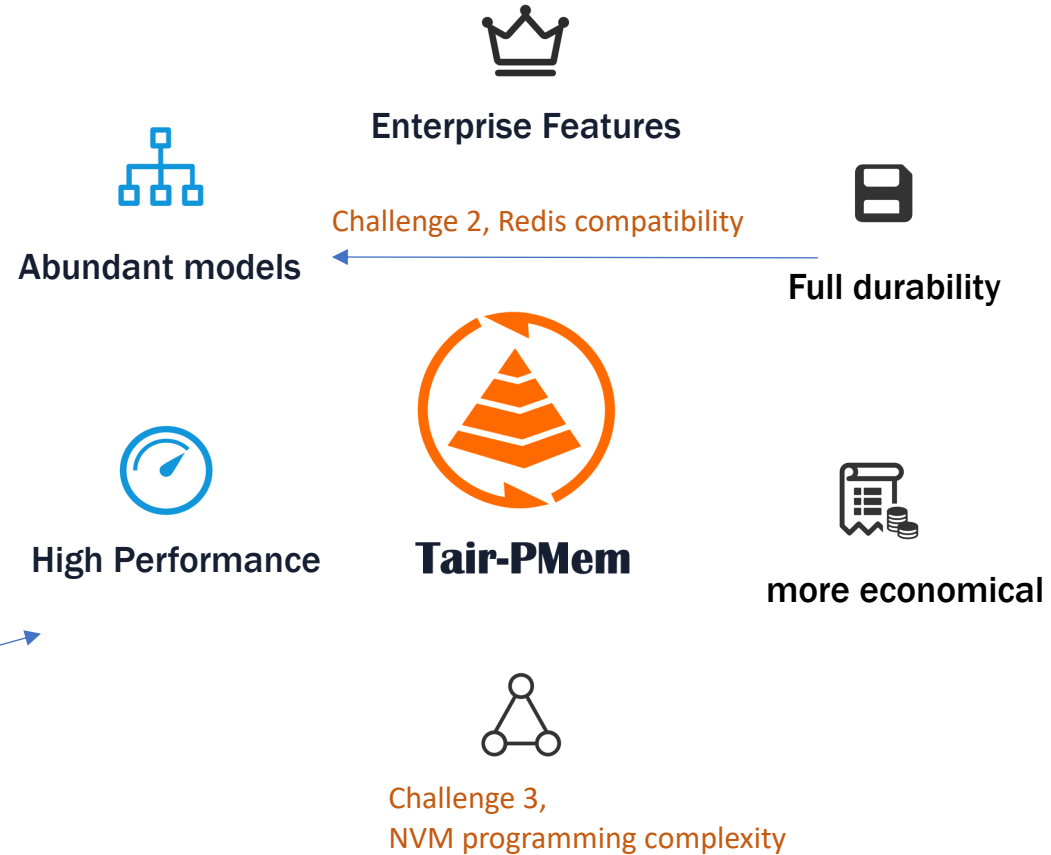 Enterprise Features
Challenge 2, Redis compatibility
Abundant models
Full durability
High Performance
Tair-PMem
more economical
Challenge 3,
NVM programming complexity